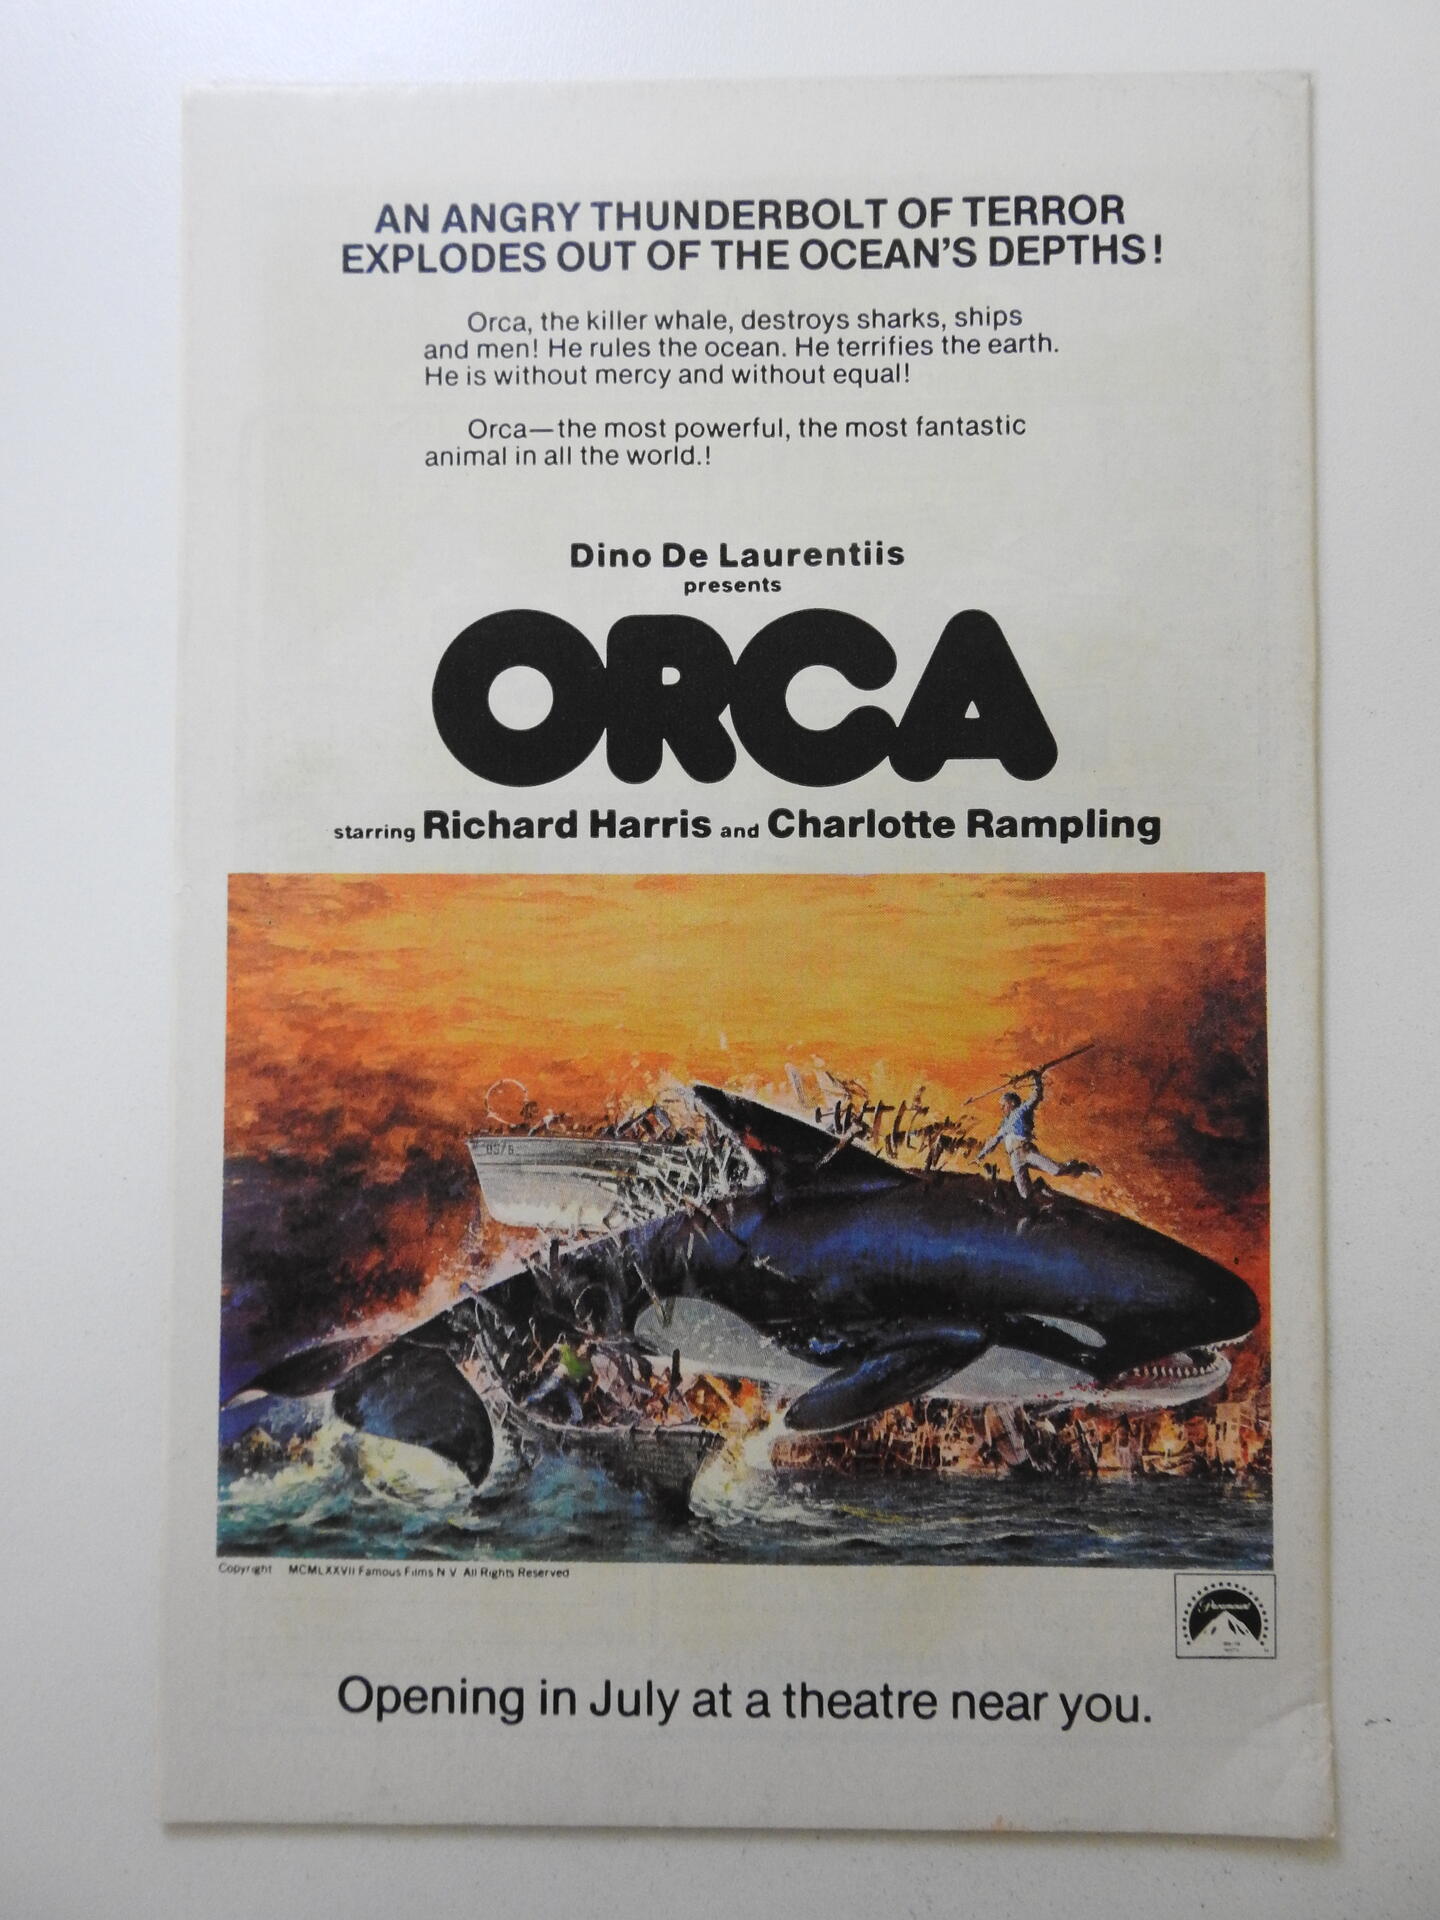 AN ANGRY THUNDERBOLT OF TERROR
EXPLODES OUT OF THE OCEAN'S DEPTHS!
Orca, the killer whale, destroys sharks, ships
and men! He rules the ocean. He terrifies the earth.
He is without mercy and without equal!
Orca—the most powerful, the most fantastic
animal in all the world.!
Dino De Laurentiis
presents
ORCA
starring Richard Harris and Charlotte Rampling
Copyright MCMLXXVII Famous Films N V All Rights Reserved
Paramount
Opening in July at a theatre near you.